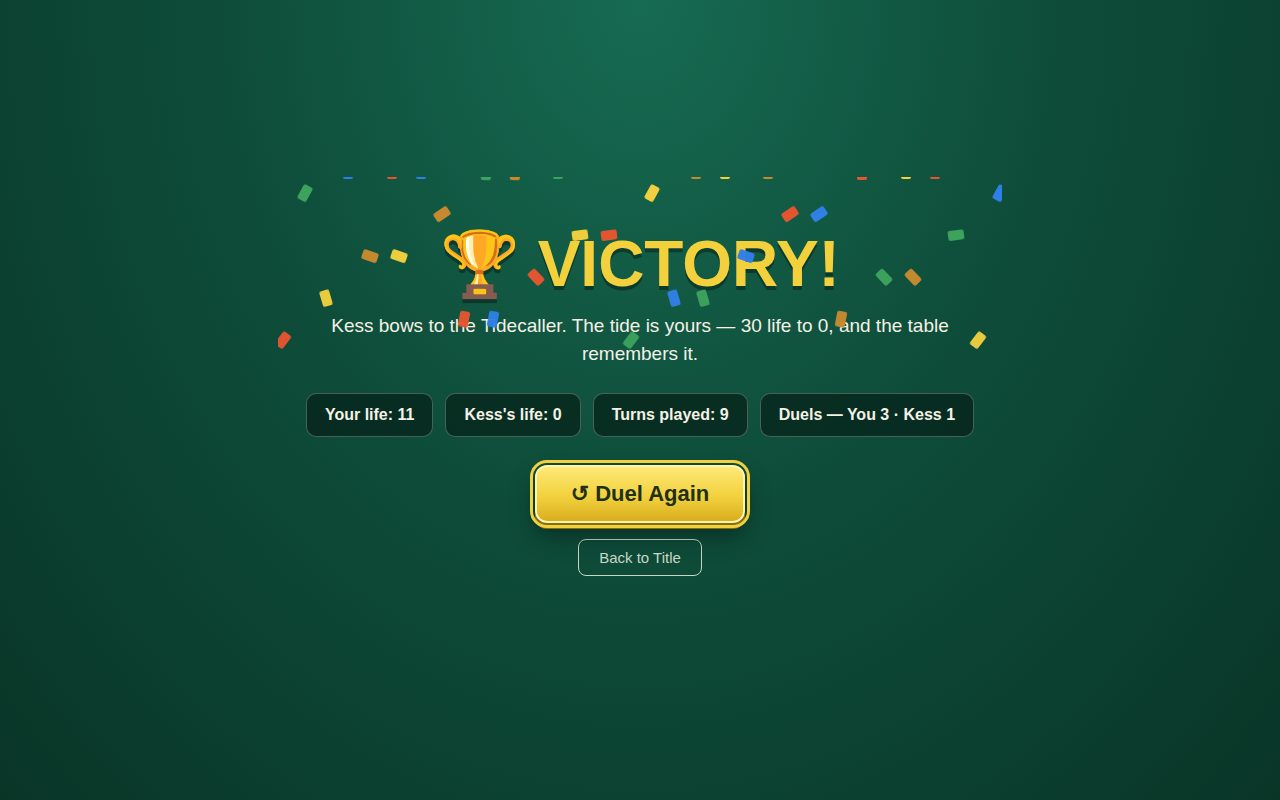 🏆 VICTORY!
Kess bows to the Tidecaller. The tide is yours — 30 life to 0, and the table
remembers it.
Your life: 11
Kess's life: 0
Turns played: 9
Duels — You 3 · Kess 1
↺ Duel Again
Back to Title